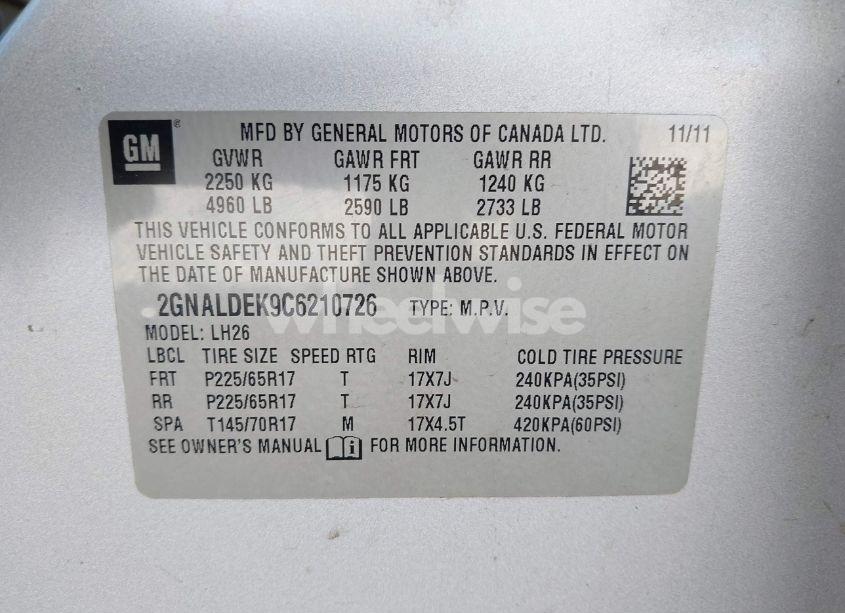 GM
MFD BY GENERAL MOTORS OF CANADA LTD. 11/11
GVWR GAWR FRT GAWR RR
2250 KG 1175 KG 1240 KG
4960 LB 2590 LB 2733 LB
THIS VEHICLE CONFORMS TO ALL APPLICABLE U.S. FEDERAL MOTOR
VEHICLE SAFETY AND THEFT PREVENTION STANDARDS IN EFFECT ON
THE DATE OF MANUFACTURE SHOWN ABOVE.
2GNALDEK9C6210726 TYPE: M.P.V.
wheelwise
MODEL: LH26
LBCL TIRE SIZE SPEED RTG RIM COLD TIRE PRESSURE
FRT P225/65R17 T 17X7J 240KPA(35PSI)
RR P225/65R17 T 17X7J 240KPA(35PSI)
SPA T145/70R17 M 17X4.5T 420KPA(60PSI)
SEE OWNER'S MANUAL FOR MORE INFORMATION.